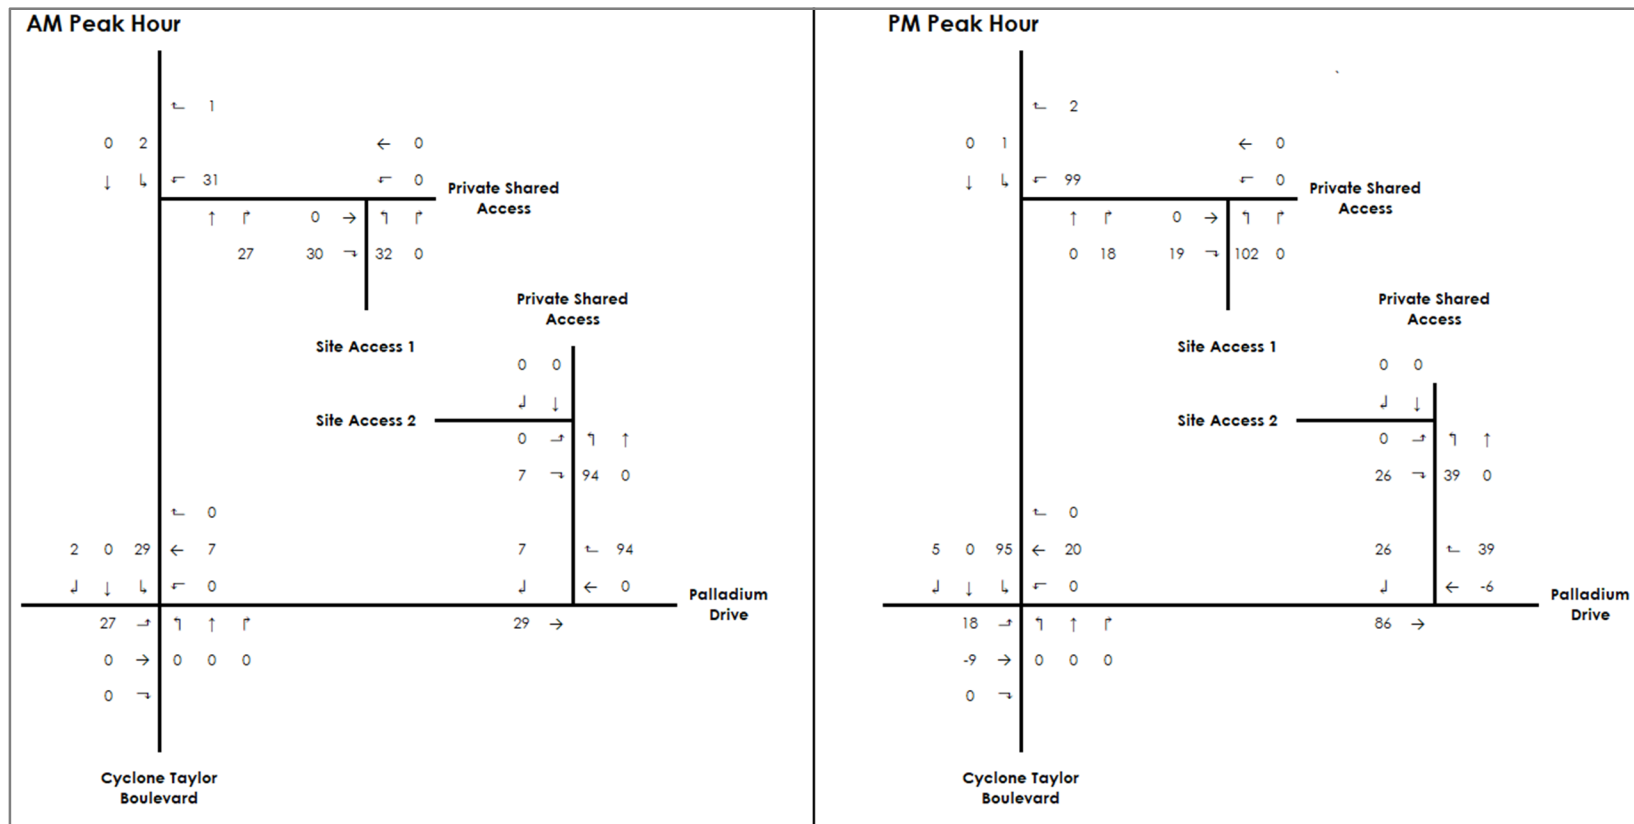 AM Peak Hour
1
0 2 ← 0
↓ 31 0
Private Shared
Access
↑ 0 →
27 30 32 0
Private Shared
Access
Site Access 1
0 0
↓
Site Access 2
0 ↑
7 94 0
0
2 0 29 ← 7 7 94
↓ 0 ← 0
Palladium
Drive
27 ↑ 29 →
0 → 0 0 0
0
Cyclone Taylor
Boulevard
PM Peak Hour
2
0 1 ← 0
↓ 99 0
Private Shared
Access
↑ 0 →
0 18 19 102 0
Private Shared
Access
Site Access 1
0 0
↓
Site Access 2
0 ↑
26 39 0
0
5 0 95 ← 20 26 39
↓ 0 ← -6
Palladium
Drive
18 ↑ 86 →
-9 → 0 0 0
0
Cyclone Taylor
Boulevard